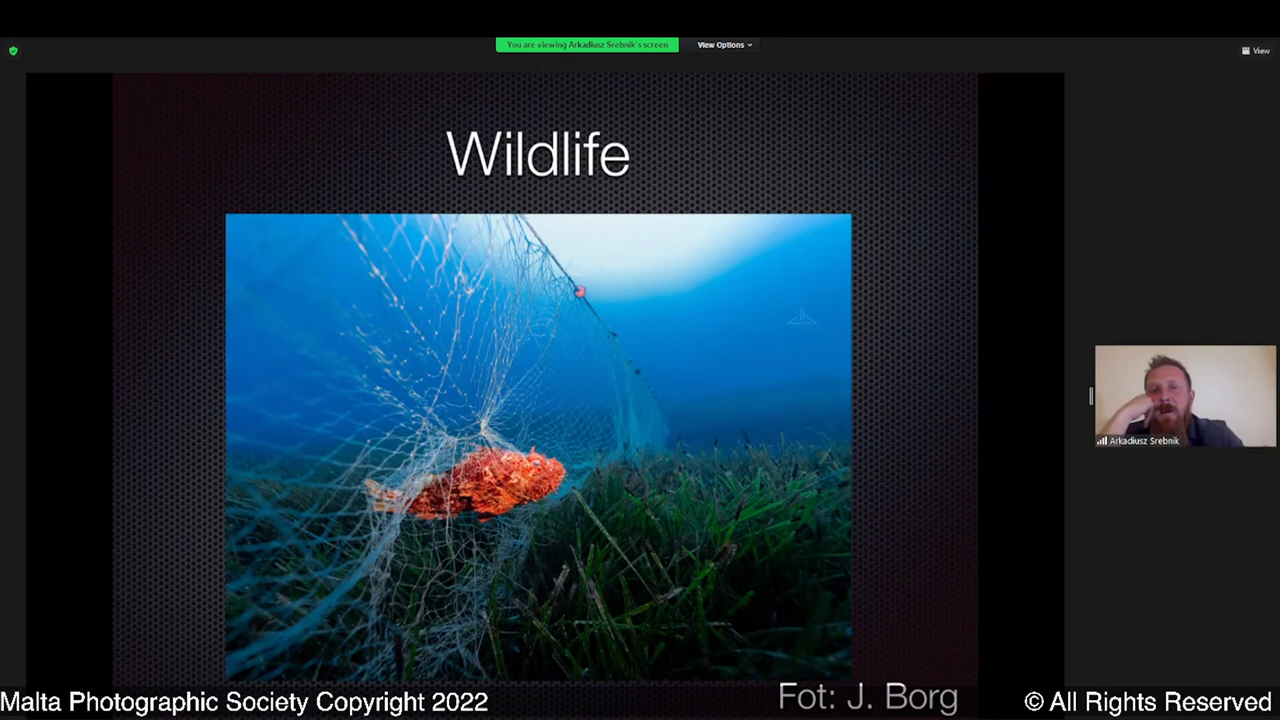 You are viewing Arkadiusz Srebnik's screen
View Options
View
Wildlife
Arkadiusz Srebnik
Fot: J. Borg
Malta Photographic Society Copyright 2022
© All Rights Reserved